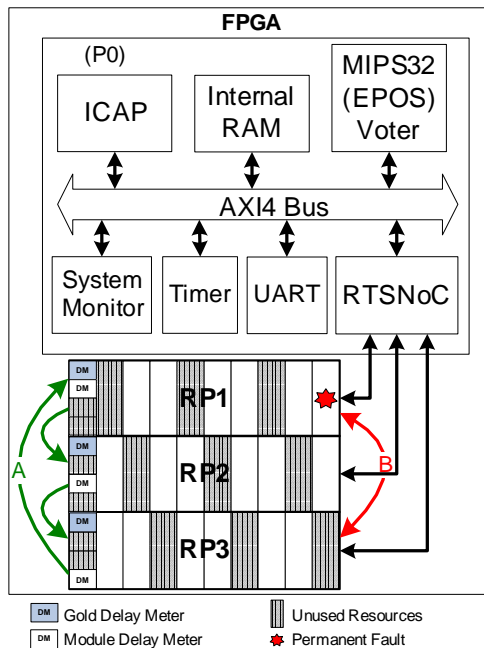 FPGA
(P0)
ICAP
Internal
RAM
MIPS32
(EPOS)
Voter
AXI4 Bus
System
Monitor
Timer
UART
RTSNoC
DM
DM
RP1
A
DM
DM
RP2
B
DM
DM
RP3
DM Gold Delay Meter
Unused Resources
DM Module Delay Meter
Permanent Fault